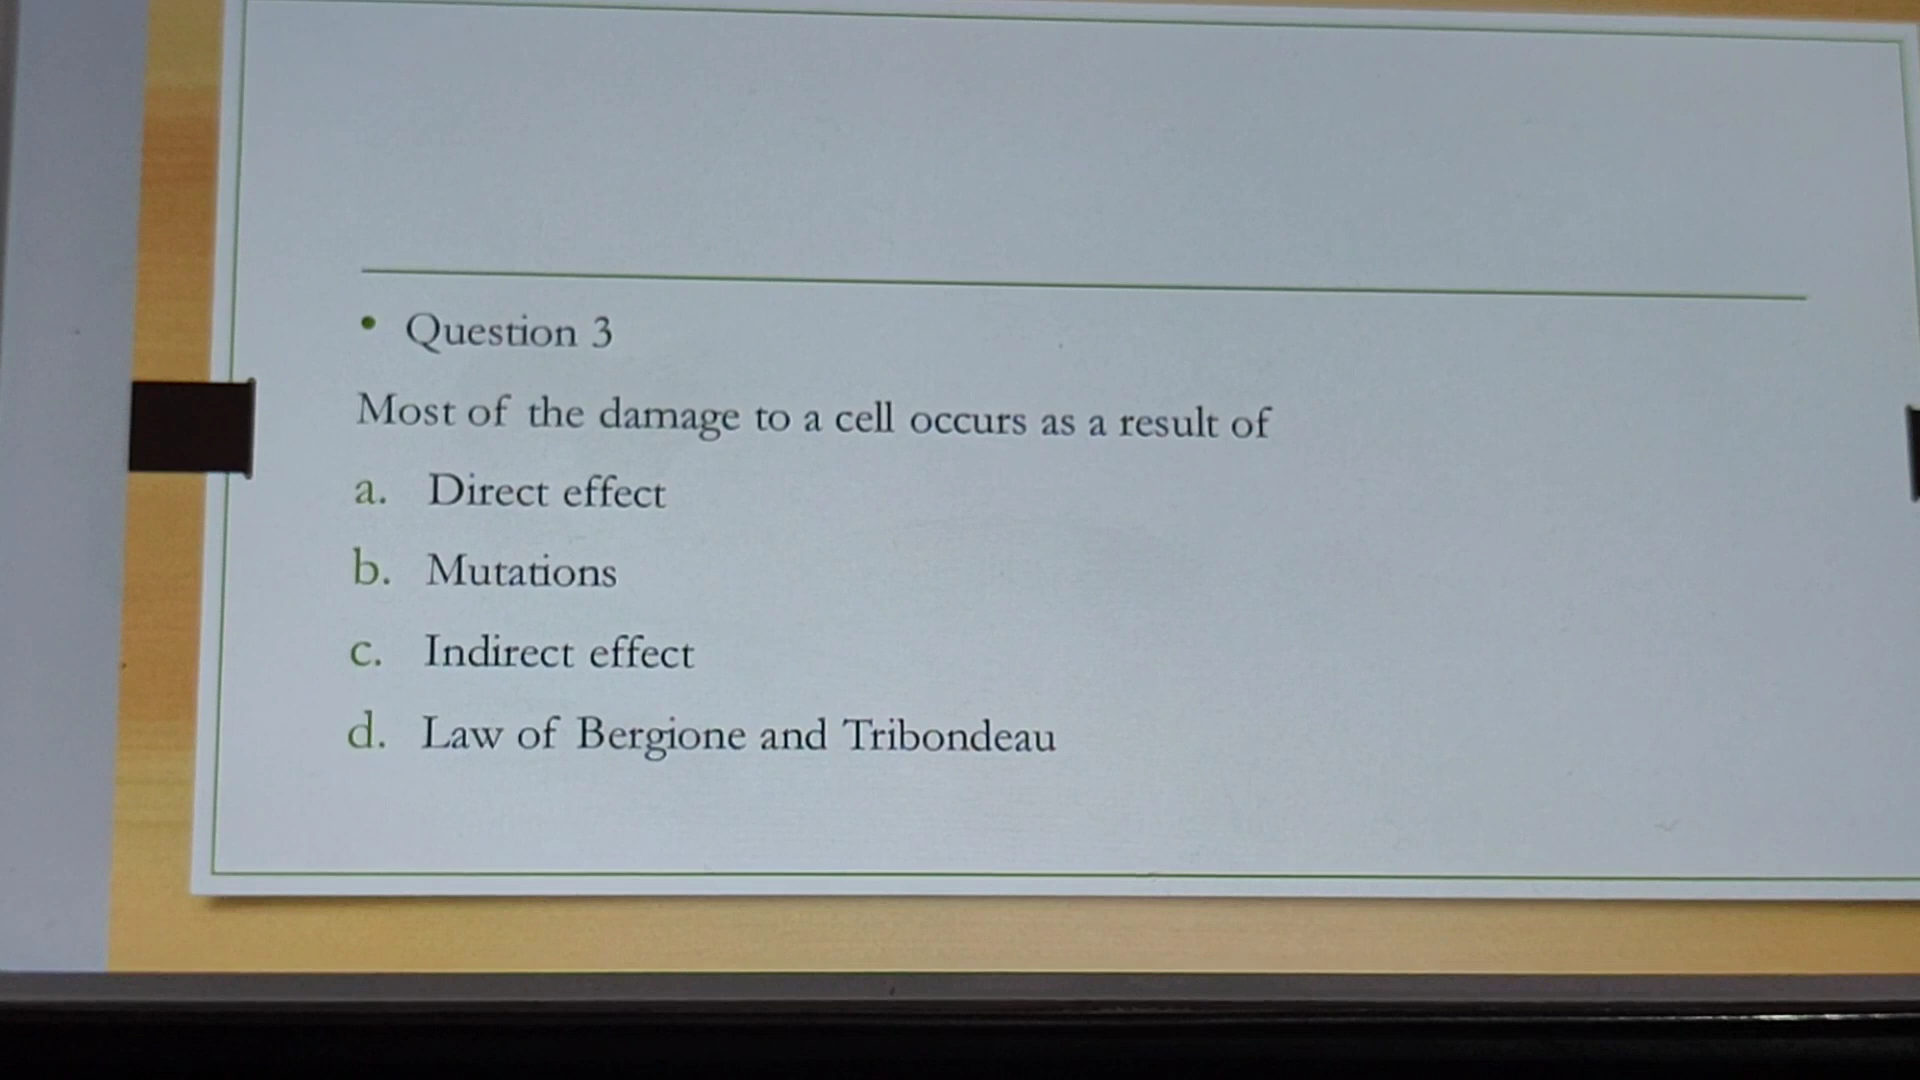 • Question 3
Most of the damage to a cell occurs as a result of
a. Direct effect
b. Mutations
c. Indirect effect
d. Law of Bergione and Tribondeau